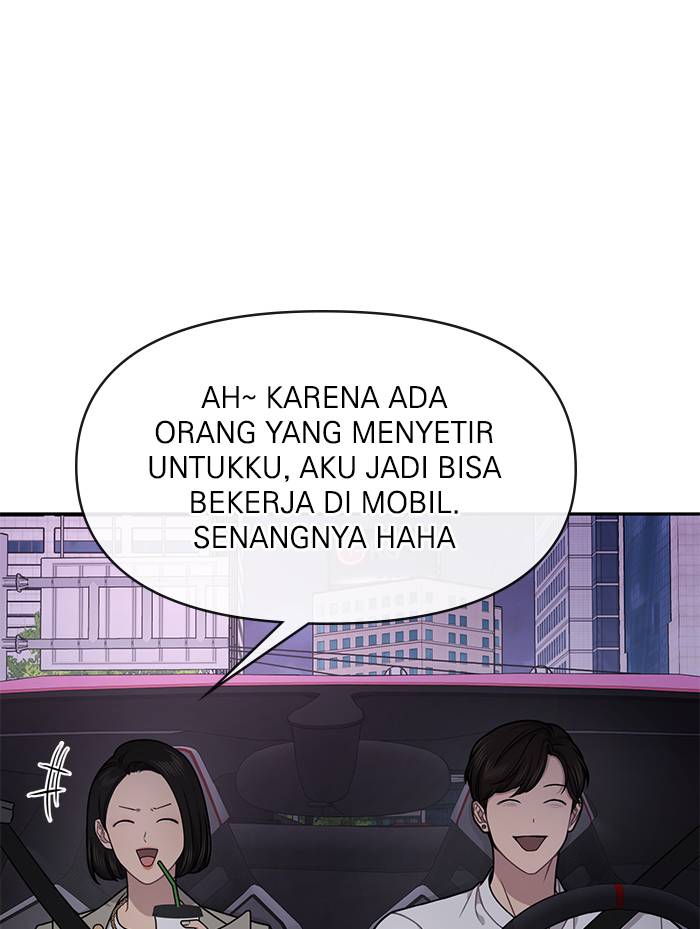 AH~ KARENA ADA
ORANG YANG MENYETIR
UNTUKKU, AKU JADI BISA
BEKERJA DI MOBIL.
SENANGNYA HAHA